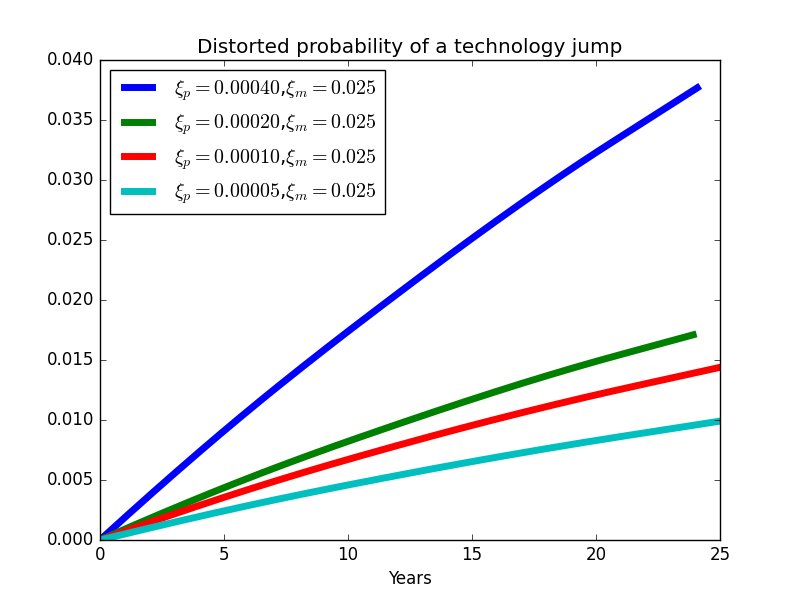 Distorted probability of a technology jump
0.040
0.035
0.030
0.025
0.020
0.015
0.010
0.005
0.000
ξp = 0.00040,ξm = 0.025
ξp = 0.00020,ξm = 0.025
ξp = 0.00010,ξm = 0.025
ξp = 0.00005,ξm = 0.025
0 5 10 15 20 25
Years